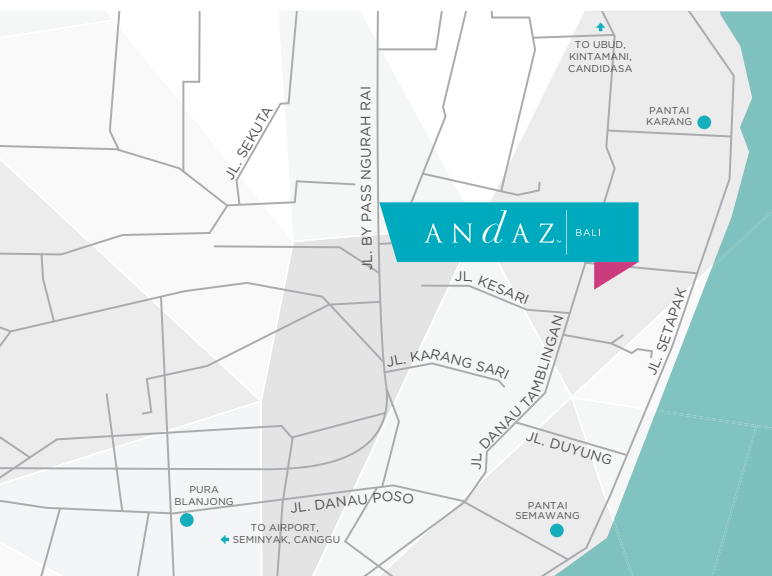 TO UBUD,
KINTAMANI,
CANDIDASA
PANTAI
KARANG
JL. SEKUTA
JL. BY PASS NGURAH RAI
ANdAZ™ BALI
JL. KESARI
JL. SETAPAK
JL. KARANG SARI
JL. DANAU TAMBLINGAN
JL. DUYUNG
PURA
BLANJONG
JL. DANAU POSO
PANTAI
SEMAWANG
TO AIRPORT,
SEMINYAK, CANGGU